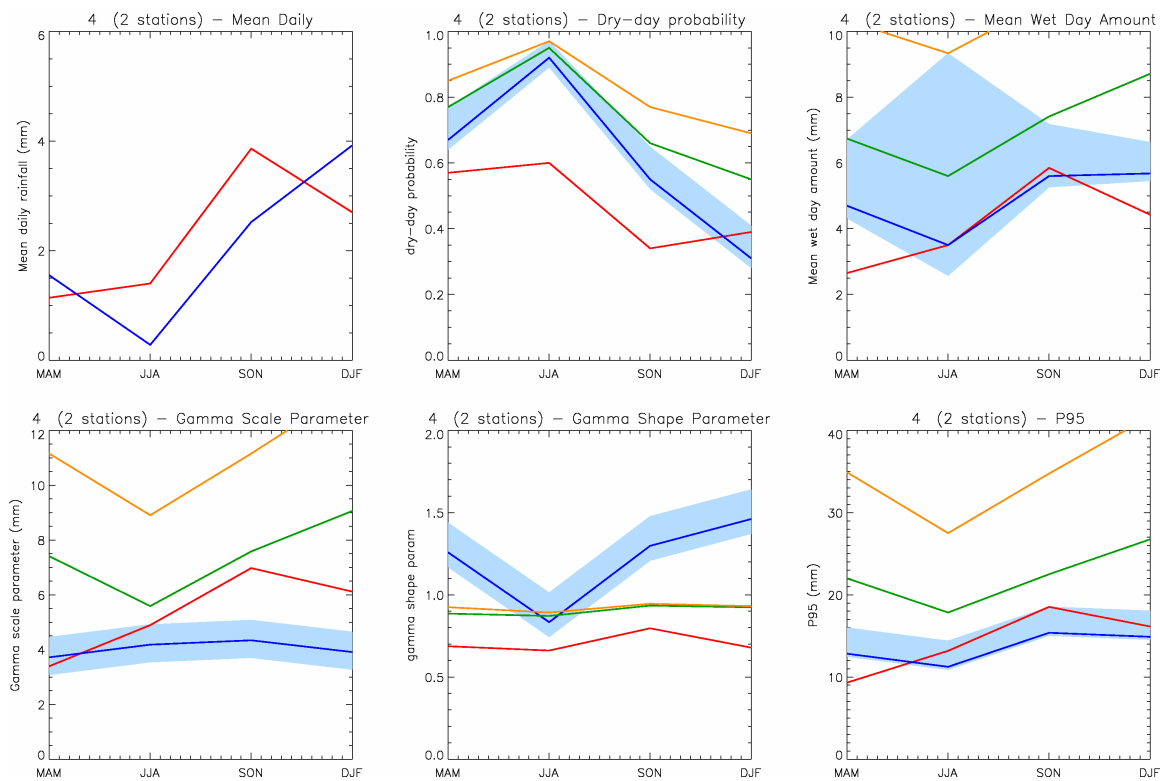 4 (2 stations) – Mean Daily
6
4
2
0
Mean daily rainfall (mm)
MAM JJA SON DJF
4 (2 stations) – Dry–day probability
1.0
0.8
0.6
0.4
0.2
0.0
dry–day probability
MAM JJA SON DJF
4 (2 stations) – Mean Wet Day Amount
10
8
6
4
2
0
Mean wet day amount (mm)
MAM JJA SON DJF
4 (2 stations) – Gamma Scale Parameter
12
10
8
6
4
2
0
Gamma scale parameter (mm)
MAM JJA SON DJF
4 (2 stations) – Gamma Shape Parameter
2.0
1.5
1.0
0.5
0.0
gamma shape param
MAM JJA SON DJF
4 (2 stations) – P95
40
30
20
10
0
P95 (mm)
MAM JJA SON DJF